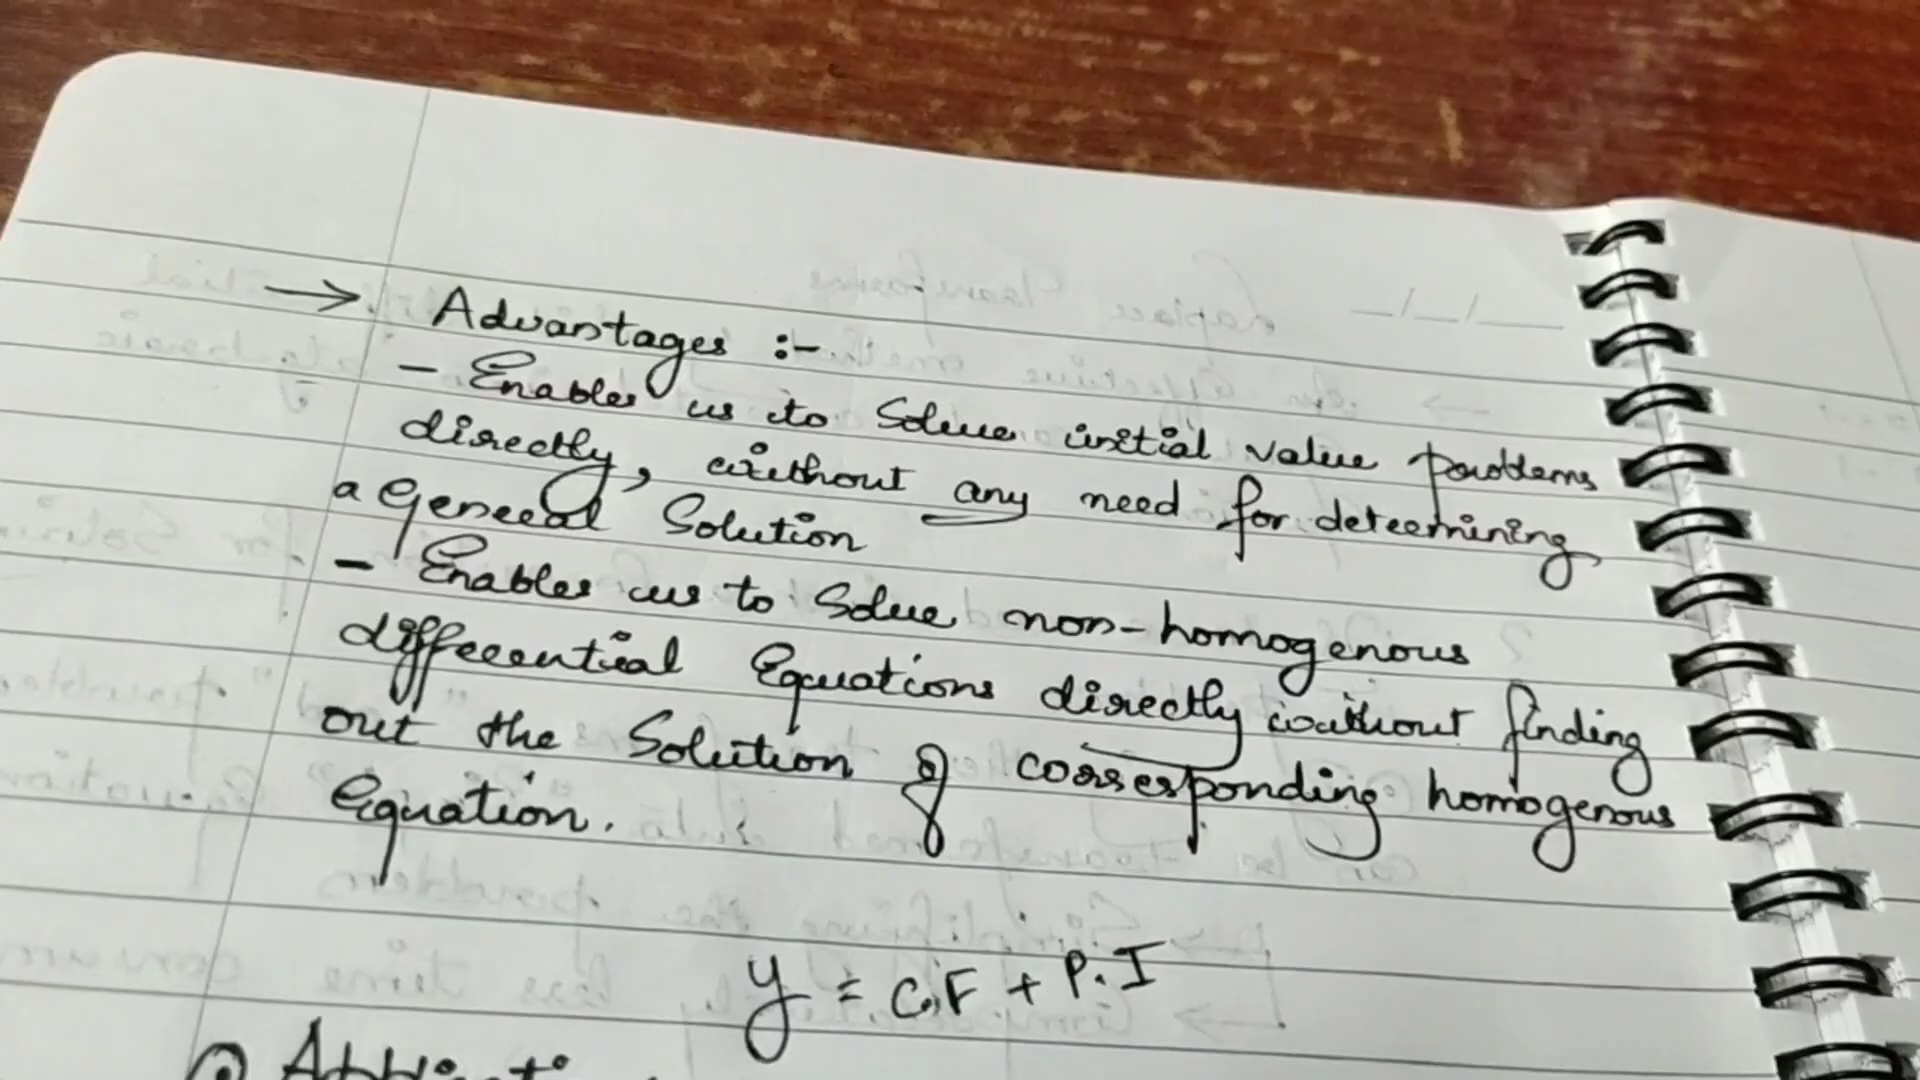 → Advantages :-
- Enables us to Solve initial value problems
directly, without any need for determining
a General Solution
- Enables us to Solve non-homogenous
differential Equations directly without finding
out the Solution of corresponding homogenous
Equation.
y = C.F + P.I